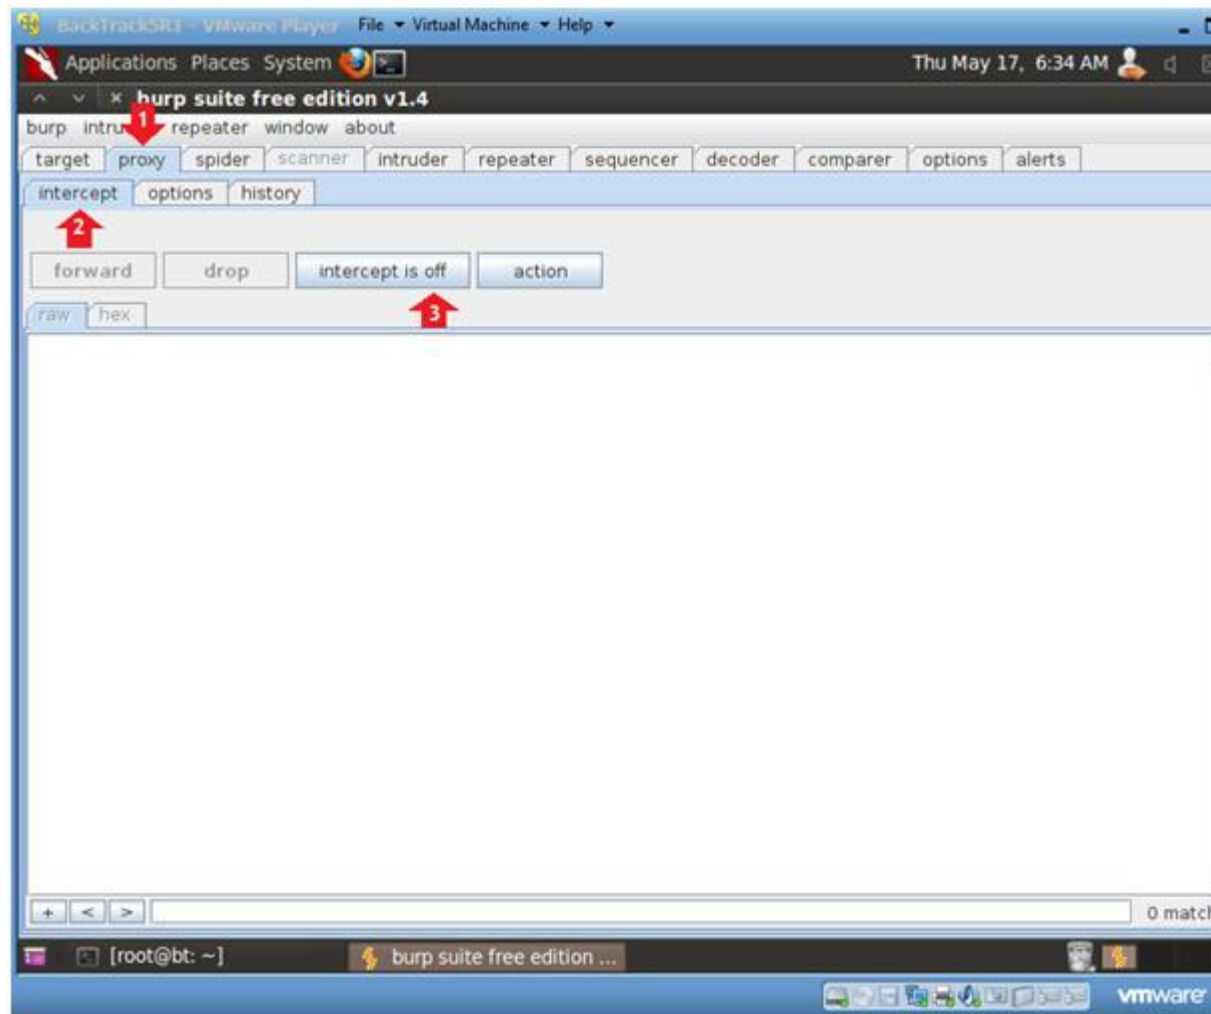 BackTrack5R1 - VMware Player File Virtual Machine Help
Applications Places System Thu May 17, 6:34 AM
burp suite free edition v1.4
1
burp intru repeater window about
target proxy spider scanner intruder repeater sequencer decoder comparer options alerts
intercept options history
2
forward drop intercept is off action
3
raw hex
+ < > 0 match
[root@bt: ~] burp suite free edition ...
vmware